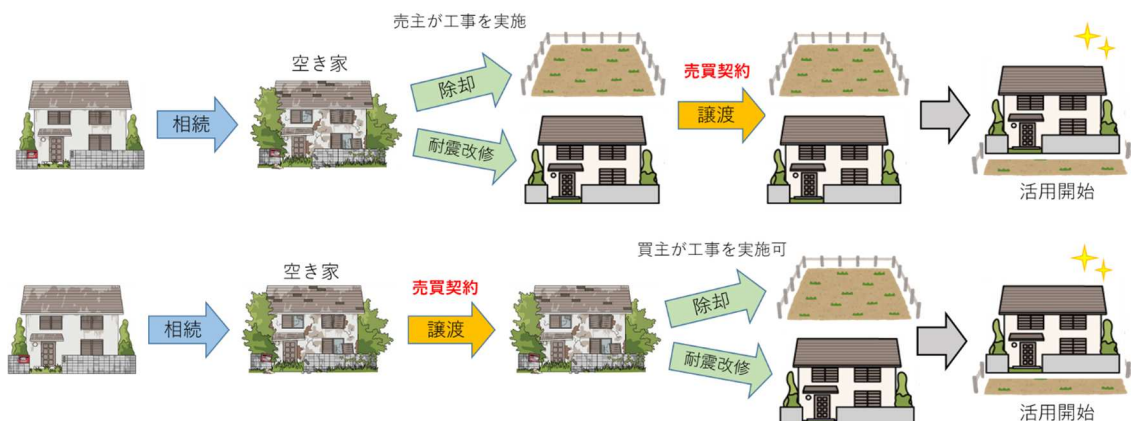 売主が工事を実施
空き家
相続
除却
耐震改修
売買契約
譲渡
活用開始
買主が工事を実施可
空き家
相続
売買契約
譲渡
除却
耐震改修
活用開始